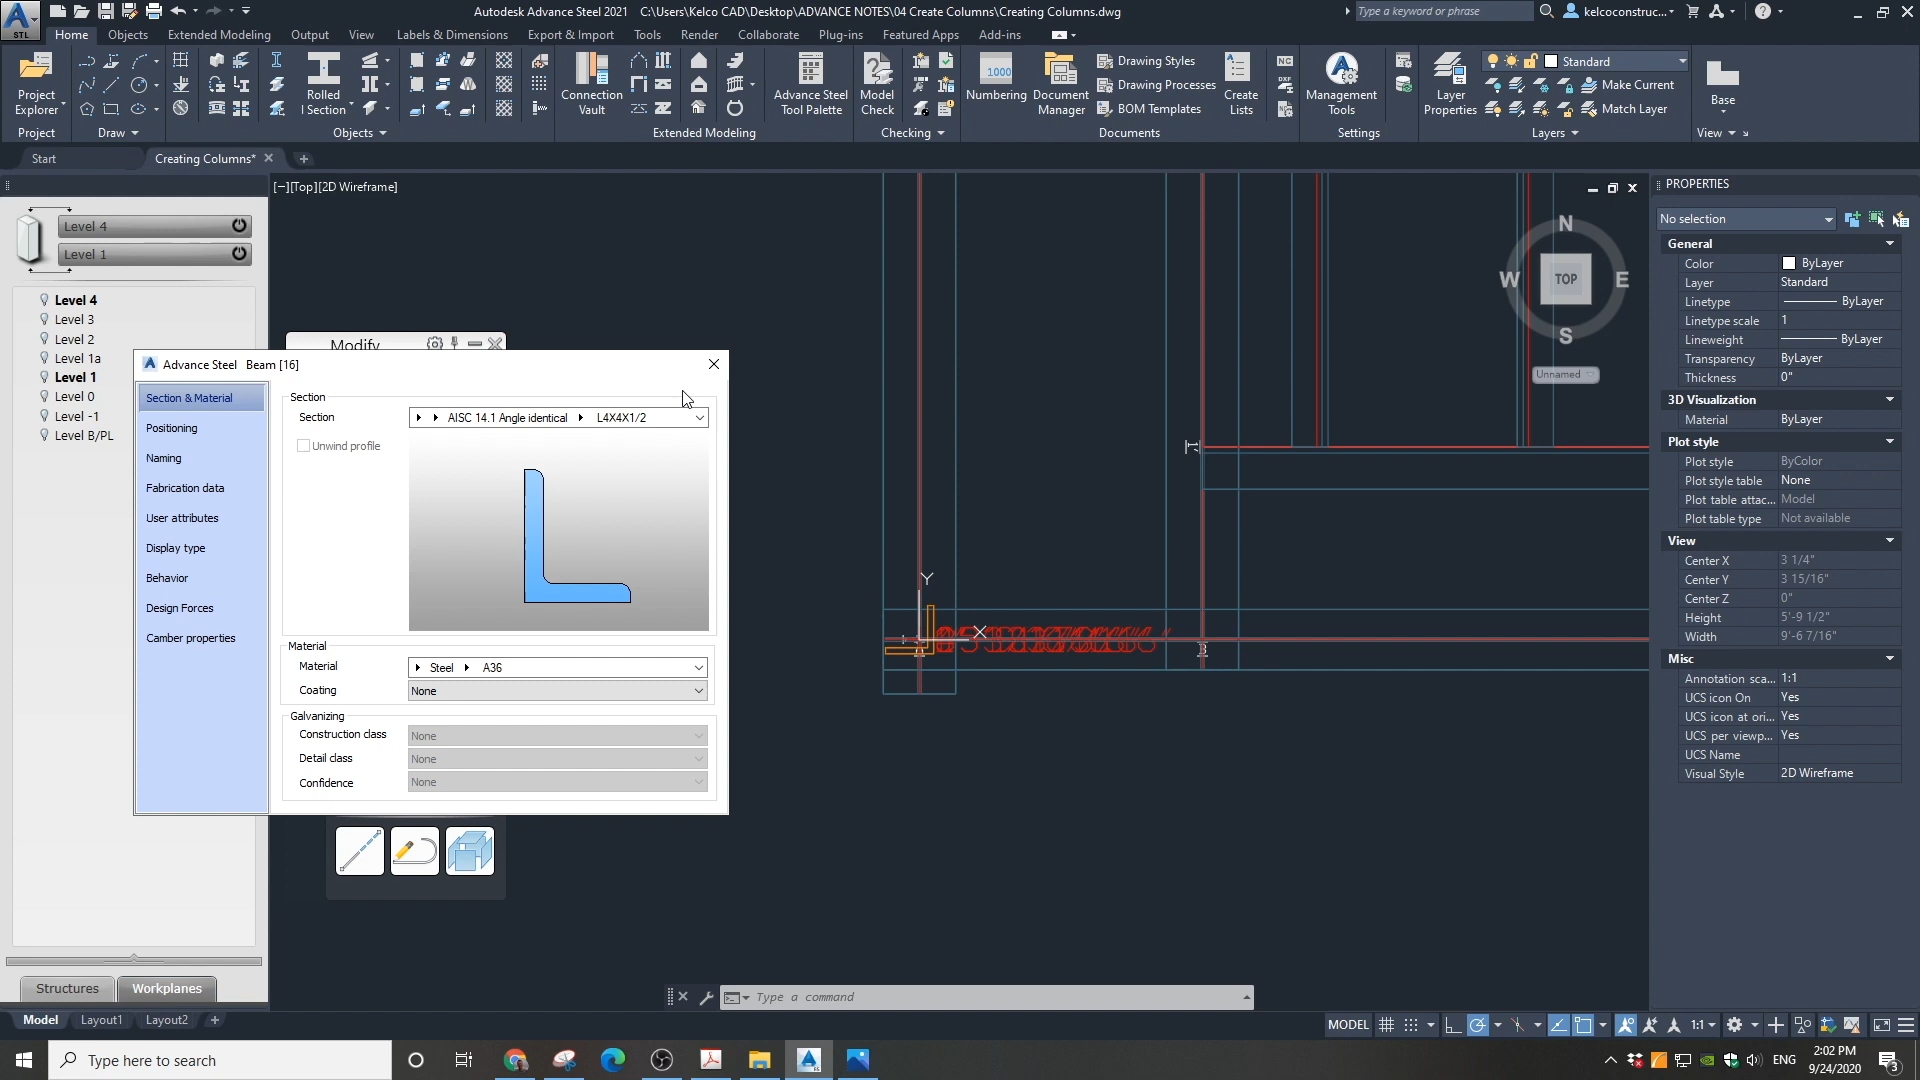 Autodesk Advance Steel 2021 C:\Users\Kelco CAD\Desktop\ADVANCE NOTES\04 Create Columns\Creating Columns.dwg
Type a keyword or phrase
kelcoconstruc...
STL
Home Objects Extended Modeling Output View Labels & Dimensions Export & Import Tools Render Collaborate Plug-ins Featured Apps Add-ins
Project Explorer
Rolled I Section
Connection Vault
Advance Steel Tool Palette
Model Check
1000
Numbering
Document Manager
Drawing Styles
Drawing Processes
BOM Templates
Create Lists
NC
DXF
Management Tools
Layer Properties
Standard
Make Current
Match Layer
Base
Project Draw Objects Extended Modeling Checking Documents Settings Layers View
Start
Creating Columns*
[−][Top][2D Wireframe]
Level 4
Level 1
Level 4
Level 3
Level 2
Level 1a
Level 1
Level 0
Level -1
Level B/PL
Structures
Workplanes
Modify
Advance Steel Beam [16]
Section & Material
Positioning
Naming
Fabrication data
User attributes
Display type
Behavior
Design Forces
Camber properties
Section
Section AISC 14.1 Angle identical L4X4X1/2
Unwind profile
Material
Material Steel A36
Coating None
Galvanizing
Construction class None
Detail class None
Confidence None
Y
X
A
B
1
N
W TOP E
S
Unnamed
PROPERTIES
No selection
General
Color ByLayer
Layer Standard
Linetype ByLayer
Linetype scale 1
Lineweight ByLayer
Transparency ByLayer
Thickness 0"
3D Visualization
Material ByLayer
Plot style
Plot style ByColor
Plot style table None
Plot table attac... Model
Plot table type Not available
View
Center X 3 1/4"
Center Y 3 15/16"
Center Z 0"
Height 5'-9 1/2"
Width 9'-6 7/16"
Misc
Annotation sca... 1:1
UCS icon On Yes
UCS icon at ori... Yes
UCS per viewp... Yes
UCS Name
Visual Style 2D Wireframe
Type a command
Model Layout1 Layout2
MODEL
1:1
Type here to search
ENG
2:02 PM
9/24/2020
3